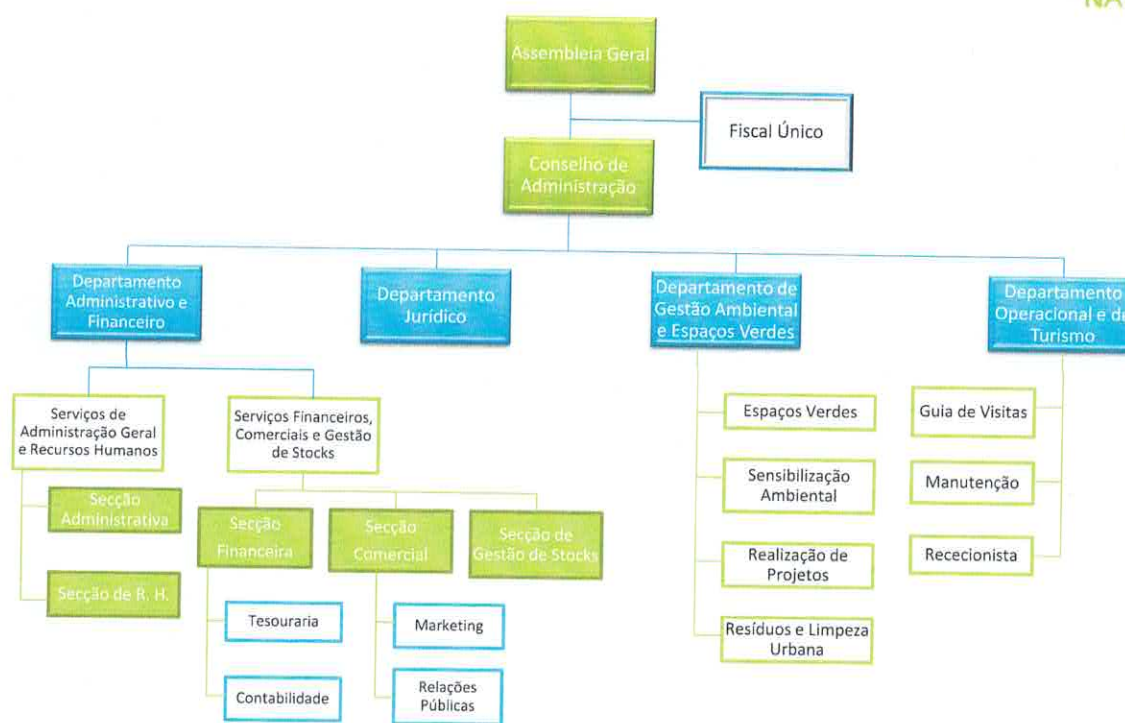 NA
Assembleia Geral
Fiscal Único
Conselho de
Administração
Departamento
Administrativo e
Financeiro
Departamento
Jurídico
Departamento de
Gestão Ambiental
e Espaços Verdes
Departamento
Operacional e de
Turismo
Serviços de
Administração Geral
e Recursos Humanos
Serviços Financeiros,
Comerciais e Gestão
de Stocks
Espaços Verdes
Guia de Visitas
Sensibilização
Ambiental
Manutenção
Secção
Administrativa
Secção
Financeira
Secção
Comercial
Secção de
Gestão de Stocks
Realização de
Projetos
Rececionista
Secção de R. H.
Tesouraria
Marketing
Resíduos e Limpeza
Urbana
Contabilidade
Relações
Públicas